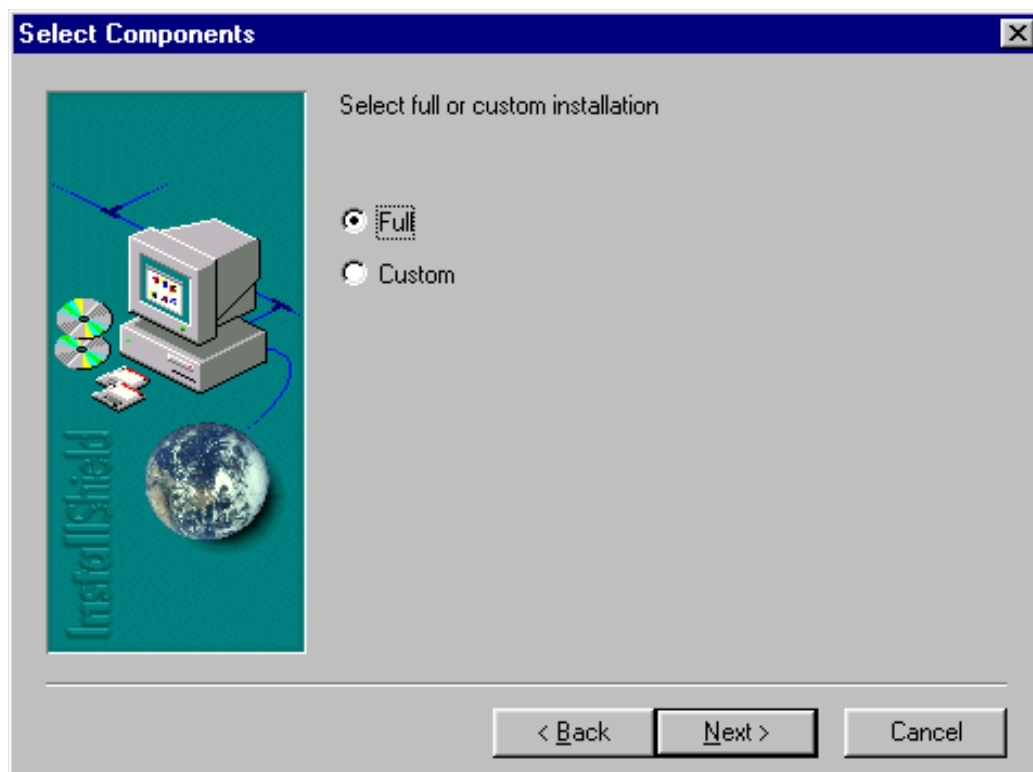 Select Components
Select full or custom installation
Full
Custom
InstallShield
< Back
Next >
Cancel